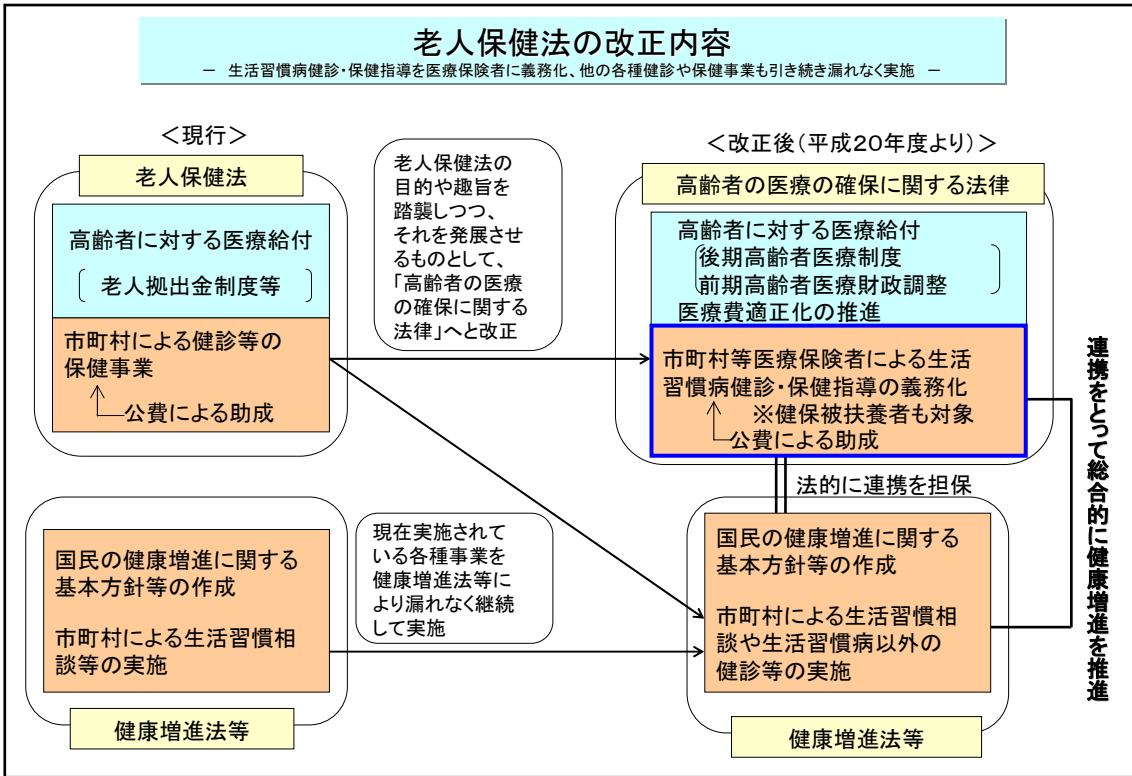 老人保健法の改正内容
－ 生活習慣病健診・保健指導を医療保険者に義務化、他の各種健診や保健事業も引き続き漏れなく実施 －
＜現行＞
老人保健法
高齢者に対する医療給付
老人拠出金制度等
市町村による健診等の
保健事業
公費による助成
国民の健康増進に関する
基本方針等の作成
市町村による生活習慣相
談等の実施
健康増進法等
老人保健法の
目的や趣旨を
踏襲しつつ、
それを発展させ
るものとして、
「高齢者の医療
の確保に関する
法律」へと改正
現在実施されて
いる各種事業を
健康増進法等に
より漏れなく継続
して実施
＜改正後（平成２０年度より）＞
高齢者の医療の確保に関する法律
高齢者に対する医療給付
後期高齢者医療制度
前期高齢者医療財政調整
医療費適正化の推進
市町村等医療保険者による生活
習慣病健診・保健指導の義務化
※健保被扶養者も対象
公費による助成
法的に連携を担保
国民の健康増進に関する
基本方針等の作成
市町村による生活習慣相
談や生活習慣病以外の
健診等の実施
健康増進法等
連携をとって総合的に健康増進を推進